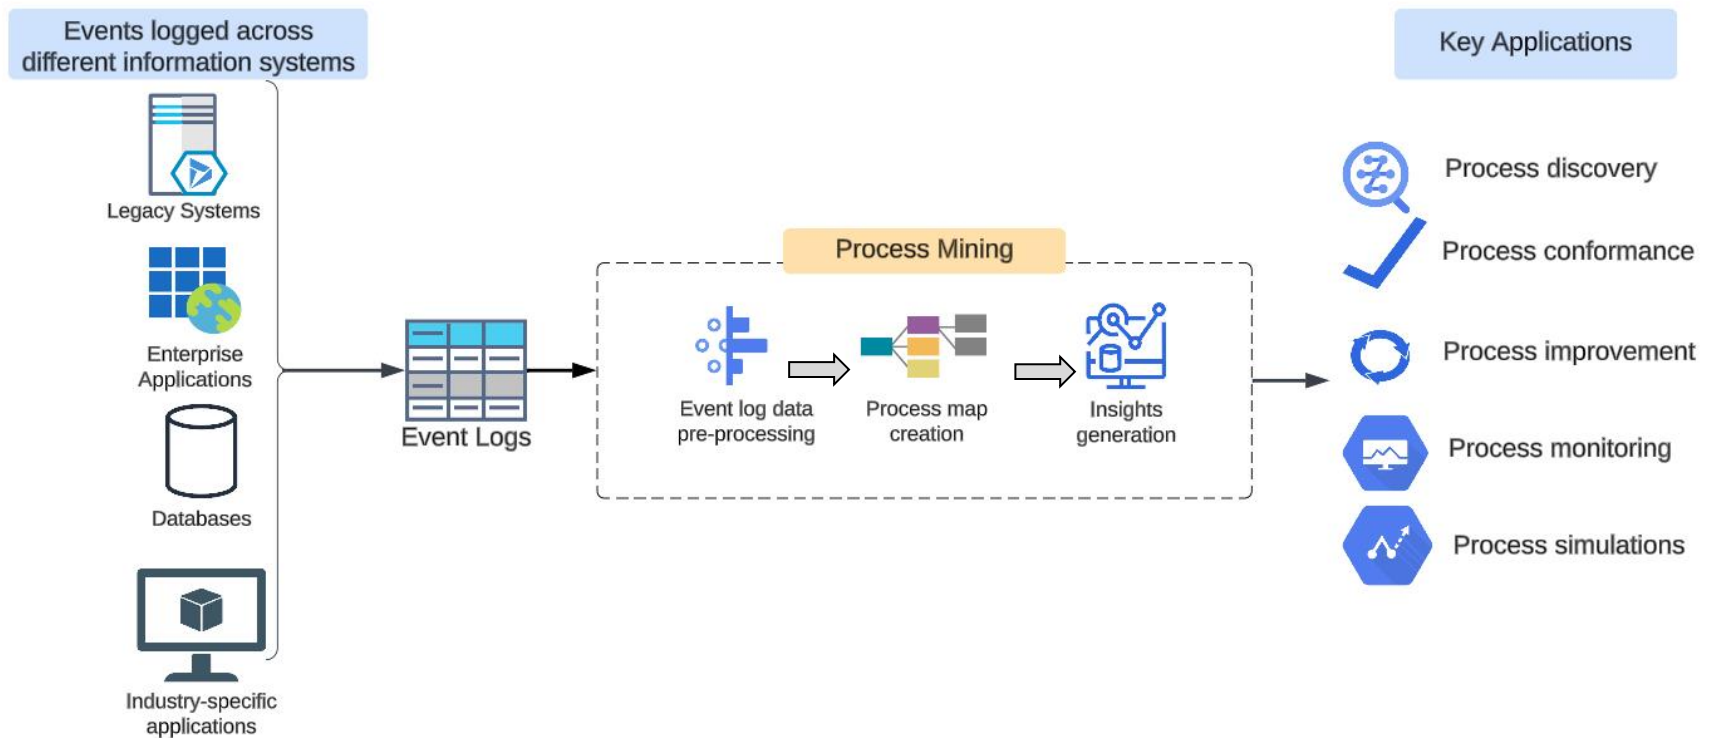 Events logged across
different information systems
Legacy Systems
Enterprise
Applications
Databases
Industry-specific
applications
Event Logs
Process Mining
Event log data
pre-processing
Process map
creation
Insights
generation
Key Applications
Process discovery
Process conformance
Process improvement
Process monitoring
Process simulations